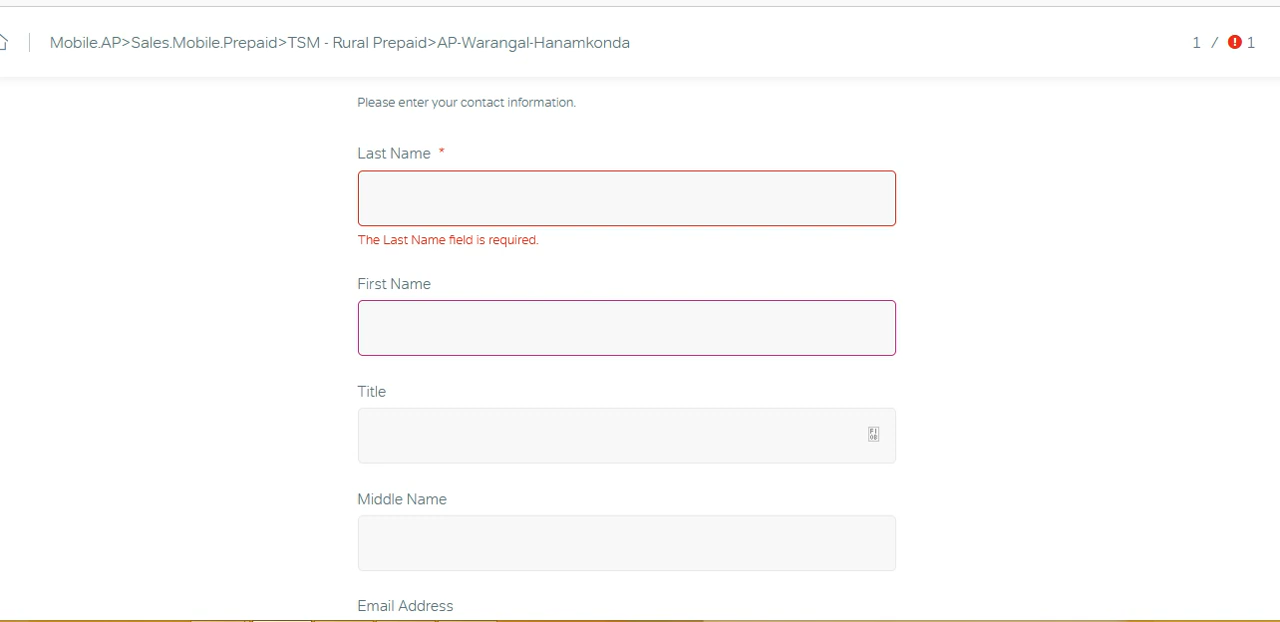 Mobile.AP>Sales.Mobile.Prepaid>TSM - Rural Prepaid>AP-Warangal-Hanamkonda
1 / 1
Please enter your contact information.
Last Name *
The Last Name field is required.
First Name
Title
Middle Name
Email Address